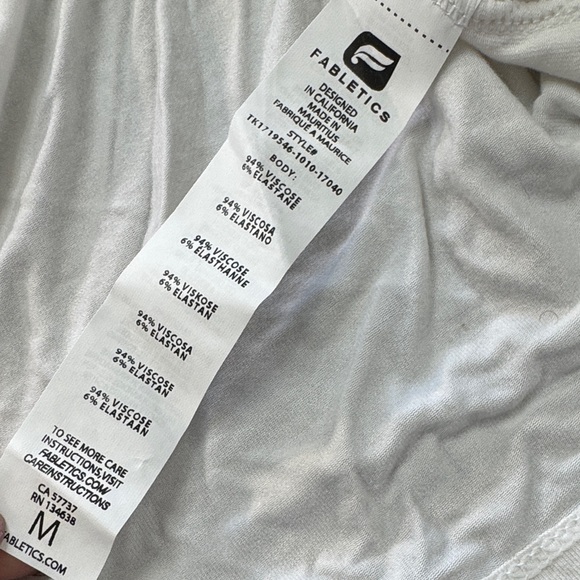 FABLETICS
DESIGNED
IN CALIFORNIA
MADE IN
MAURITIUS
FABRIQUÉ A MAURICE
STYLE#
TK1719546-1010-17040
BODY:
94% VISCOSE
6% ELASTANE
94% VISCOSA
6% ELASTANO
94% VISCOSE
6% ÉLASTHANNE
94% VISKOSE
6% ELASTAN
94% VISCOSA
6% ELASTAN
94% VISCOSE
6% ELASTAN
94% VISCOSE
6% ELASTAAN
TO SEE MORE CARE
INSTRUCTIONS,VISIT
FABLETICS.COM/
CAREINSTRUCTIONS
CA 57737
RN 134638
M
FABLETICS.COM